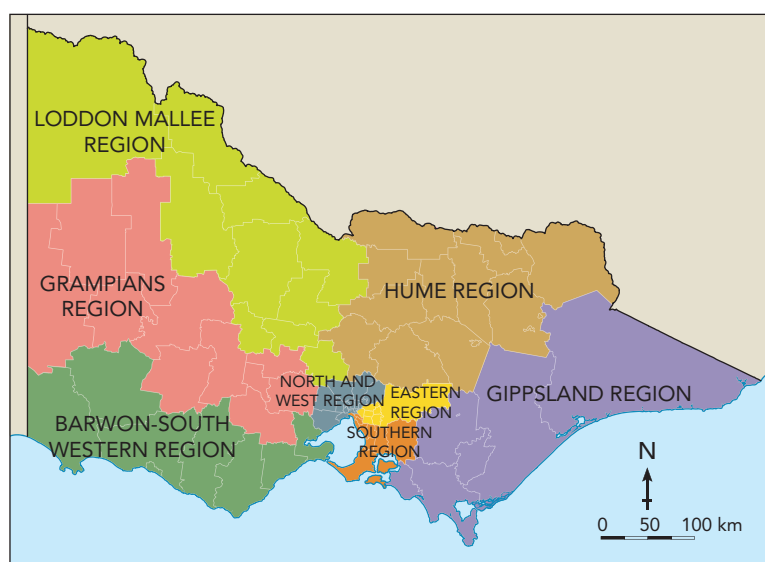 LODDON MALLEE
REGION
GRAMPIANS
REGION
HUME REGION
NORTH AND
WEST REGION
EASTERN
REGION
GIPPSLAND REGION
BARWON-SOUTH
WESTERN REGION
SOUTHERN
REGION
N
0 50 100 km